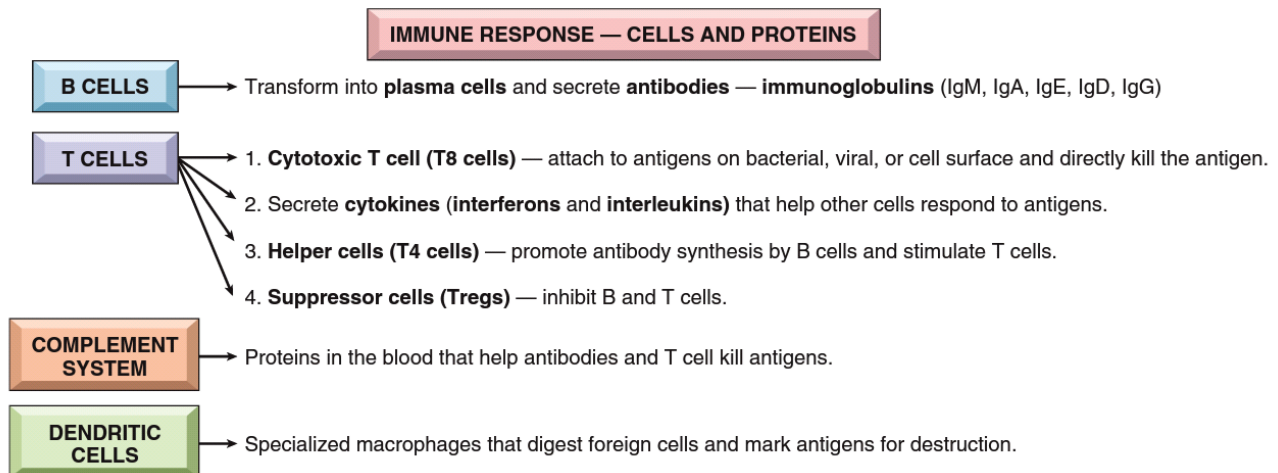 IMMUNE RESPONSE — CELLS AND PROTEINS
B CELLS
Transform into plasma cells and secrete antibodies — immunoglobulins (IgM, IgA, IgE, IgD, IgG)
T CELLS
1. Cytotoxic T cell (T8 cells) — attach to antigens on bacterial, viral, or cell surface and directly kill the antigen.
2. Secrete cytokines (interferons and interleukins) that help other cells respond to antigens.
3. Helper cells (T4 cells) — promote antibody synthesis by B cells and stimulate T cells.
4. Suppressor cells (Tregs) — inhibit B and T cells.
COMPLEMENT
SYSTEM
Proteins in the blood that help antibodies and T cell kill antigens.
DENDRITIC
CELLS
Specialized macrophages that digest foreign cells and mark antigens for destruction.